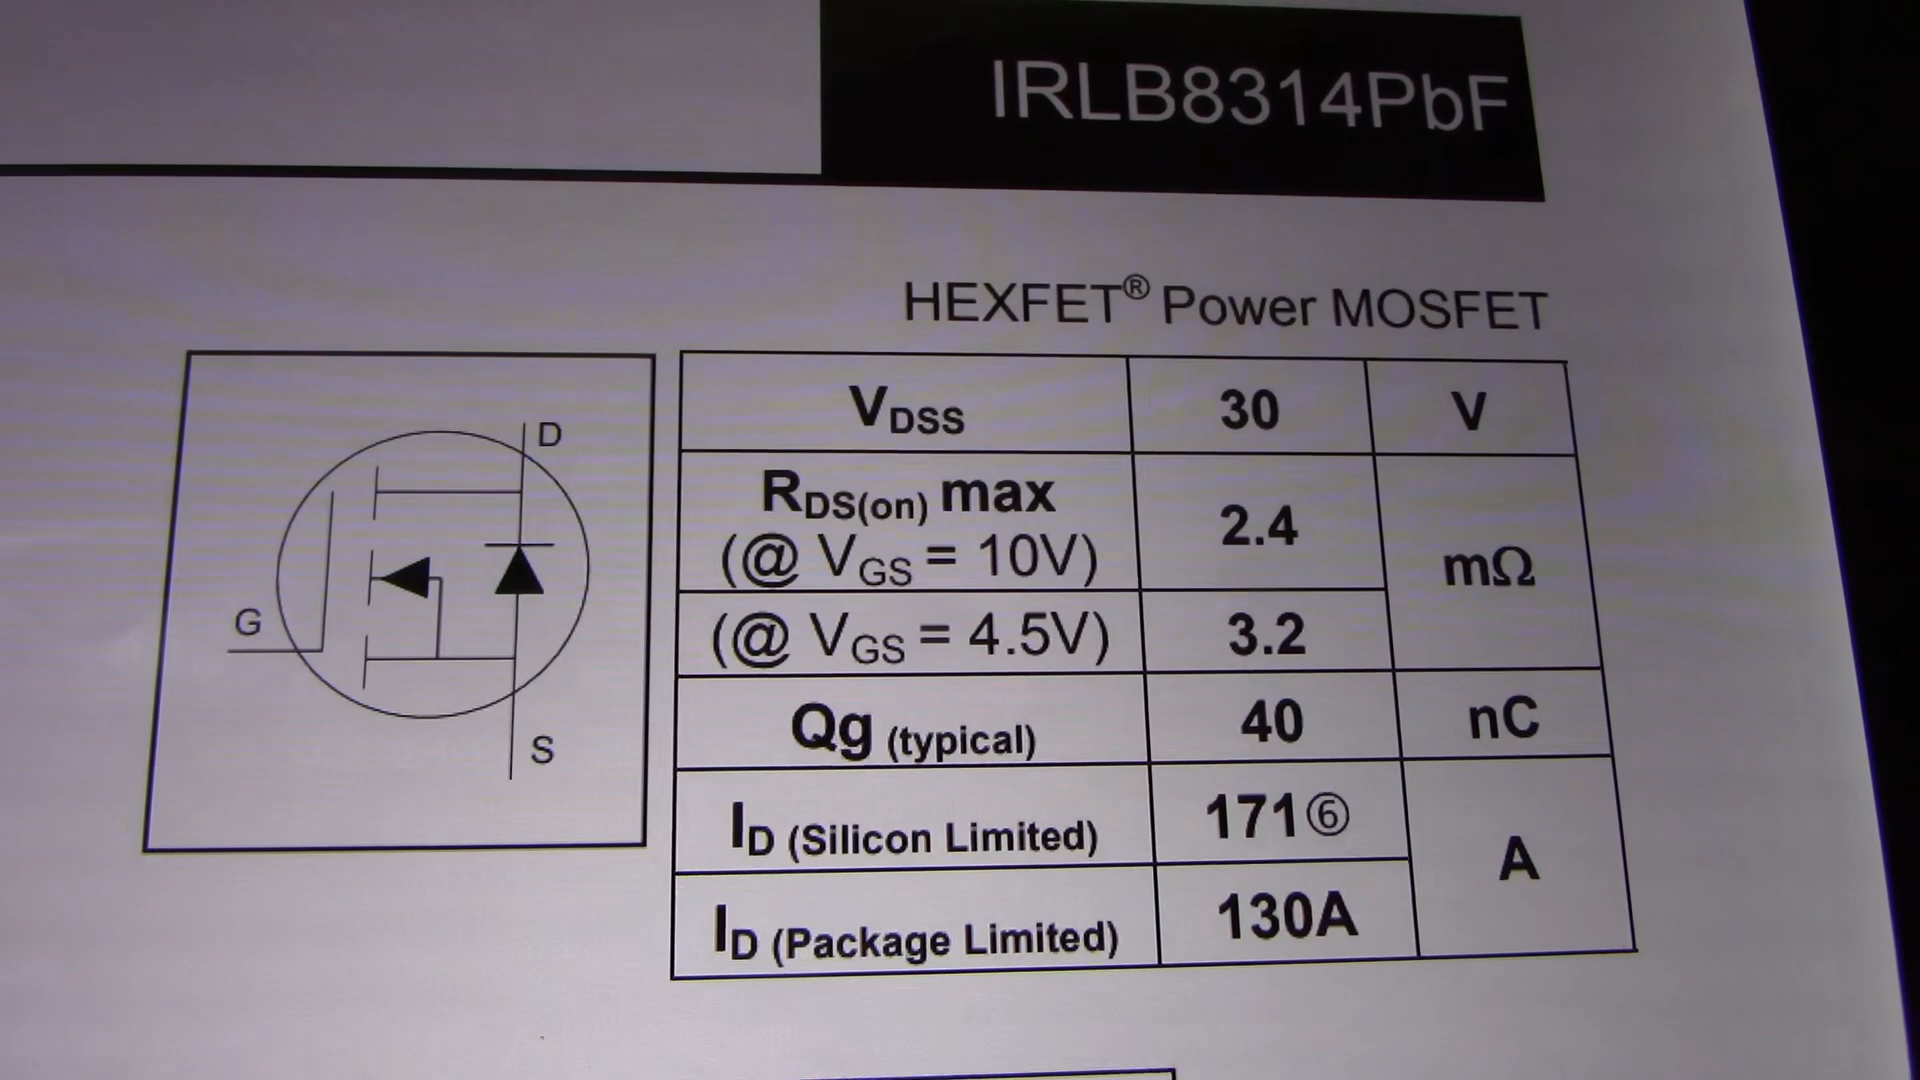 IRLB8314PbF
HEXFET® Power MOSFET
D
G
S
VDSS 30 V
RDS(on) max
(@ VGS = 10V) 2.4 mΩ
(@ VGS = 4.5V) 3.2
Qg (typical) 40 nC
ID (Silicon Limited) 171⑥ A
ID (Package Limited) 130A